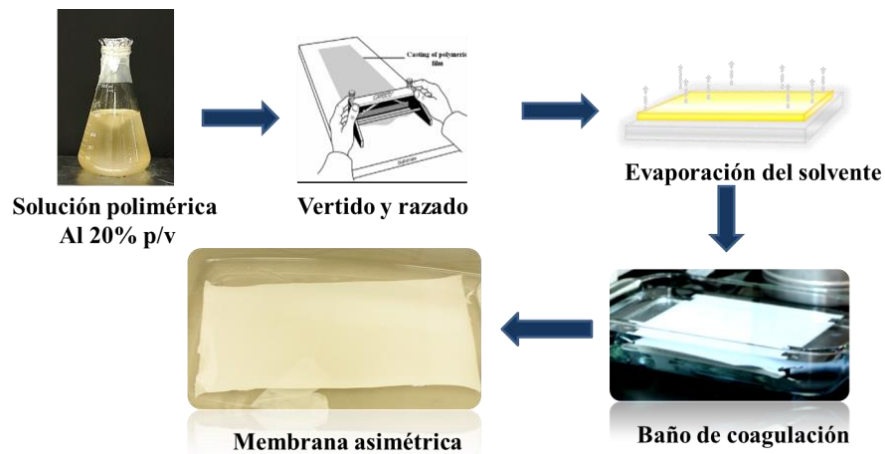 Casting of polymeric
film
Solución polimérica
Al 20% p/v
Vertido y razado
Evaporación del solvente
Baño de coagulación
Membrana asimétrica